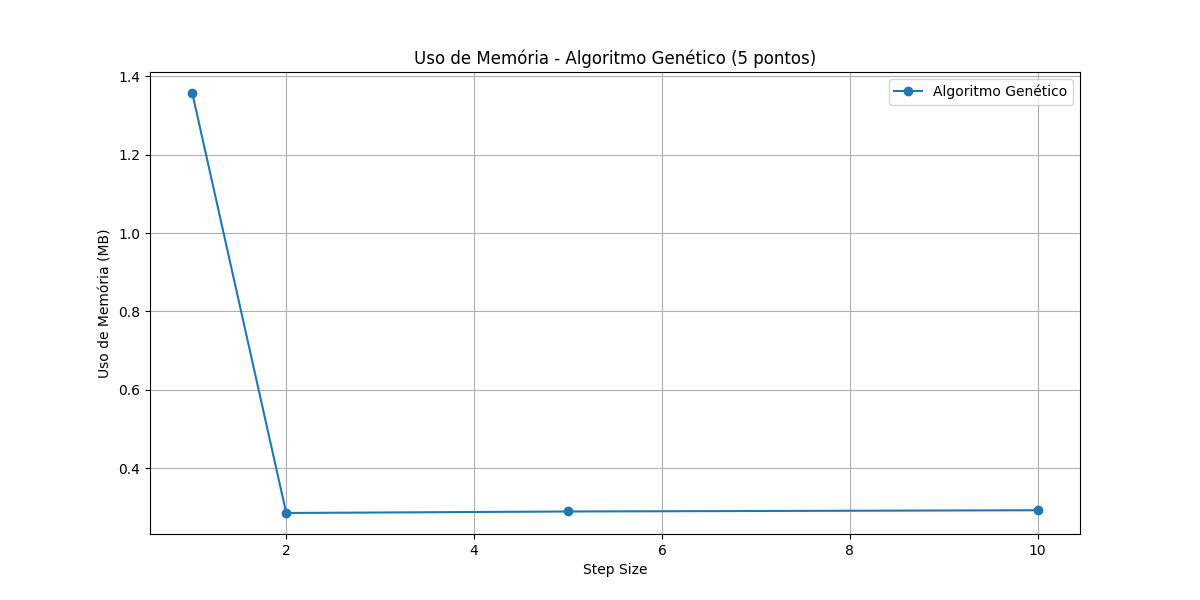 Uso de Memória - Algoritmo Genético (5 pontos)
Algoritmo Genético
1.4
1.2
1.0
0.8
0.6
0.4
Uso de Memória (MB)
2 4 6 8 10
Step Size